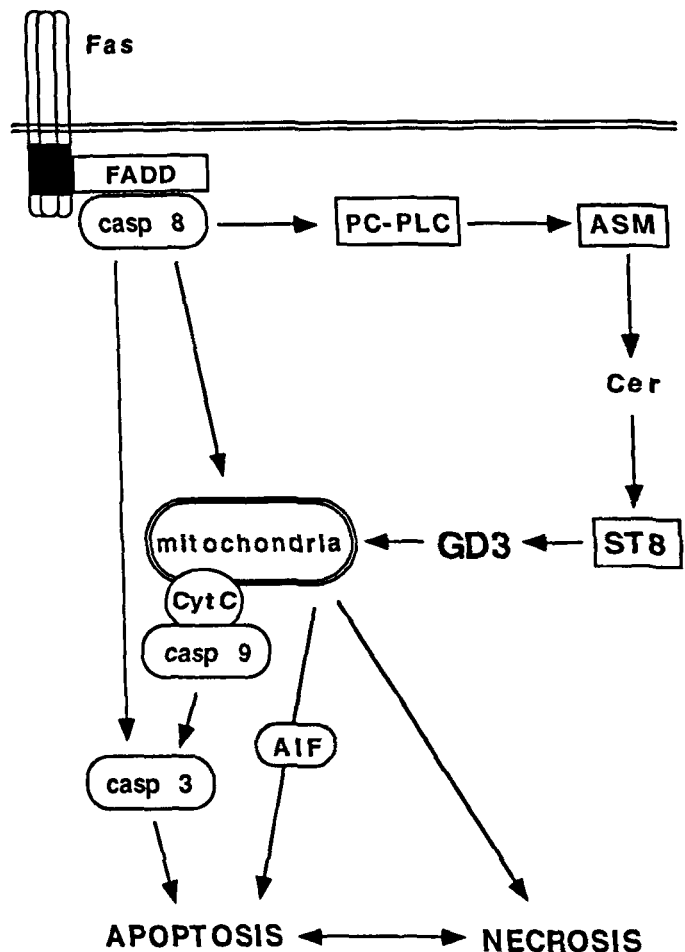 Fas
FADD
casp 8
PC-PLC
ASM
Cer
mitochondria
GD3
ST8
CytC
casp 9
AIF
casp 3
APOPTOSIS
NECROSIS